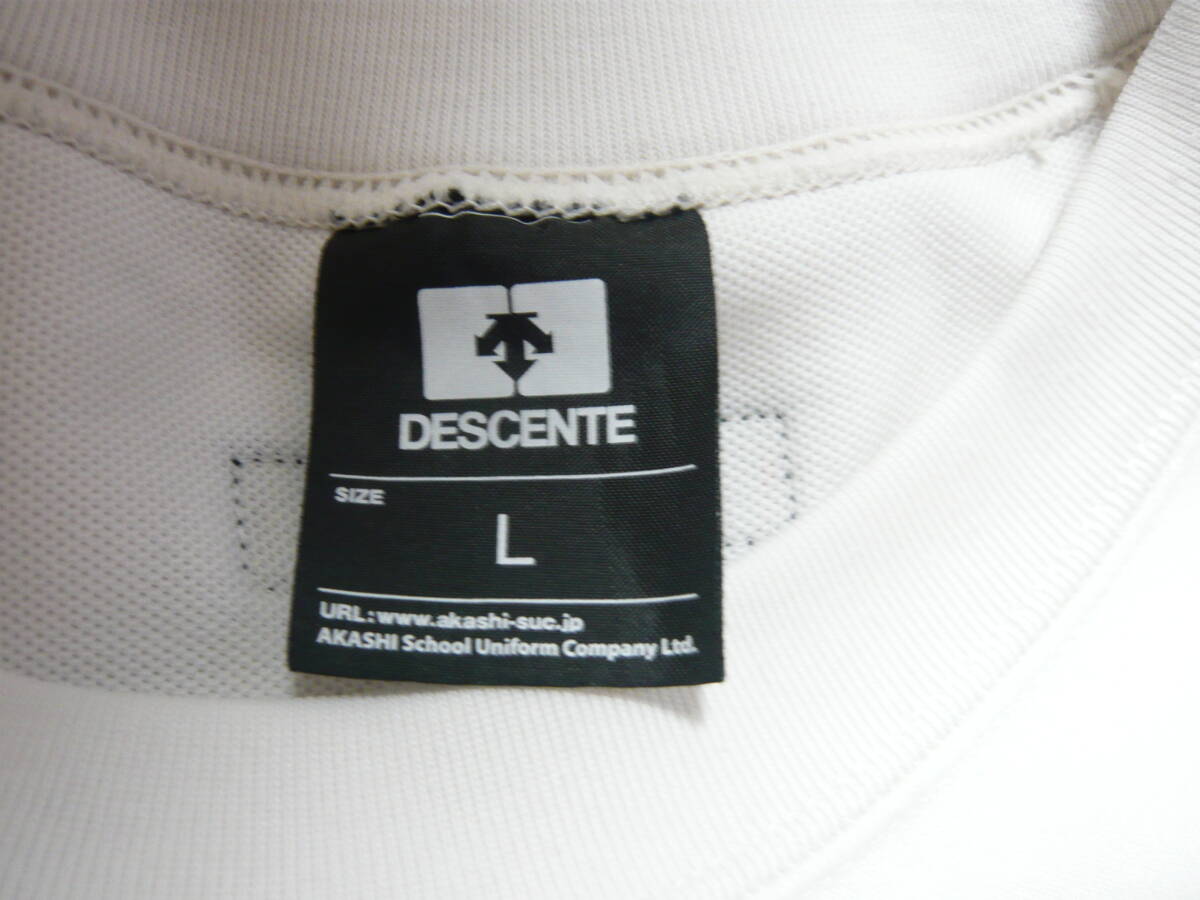 DESCENTE
SIZE
L
URL:www.akashi-suc.jp
AKASHI School Uniform Company Ltd.